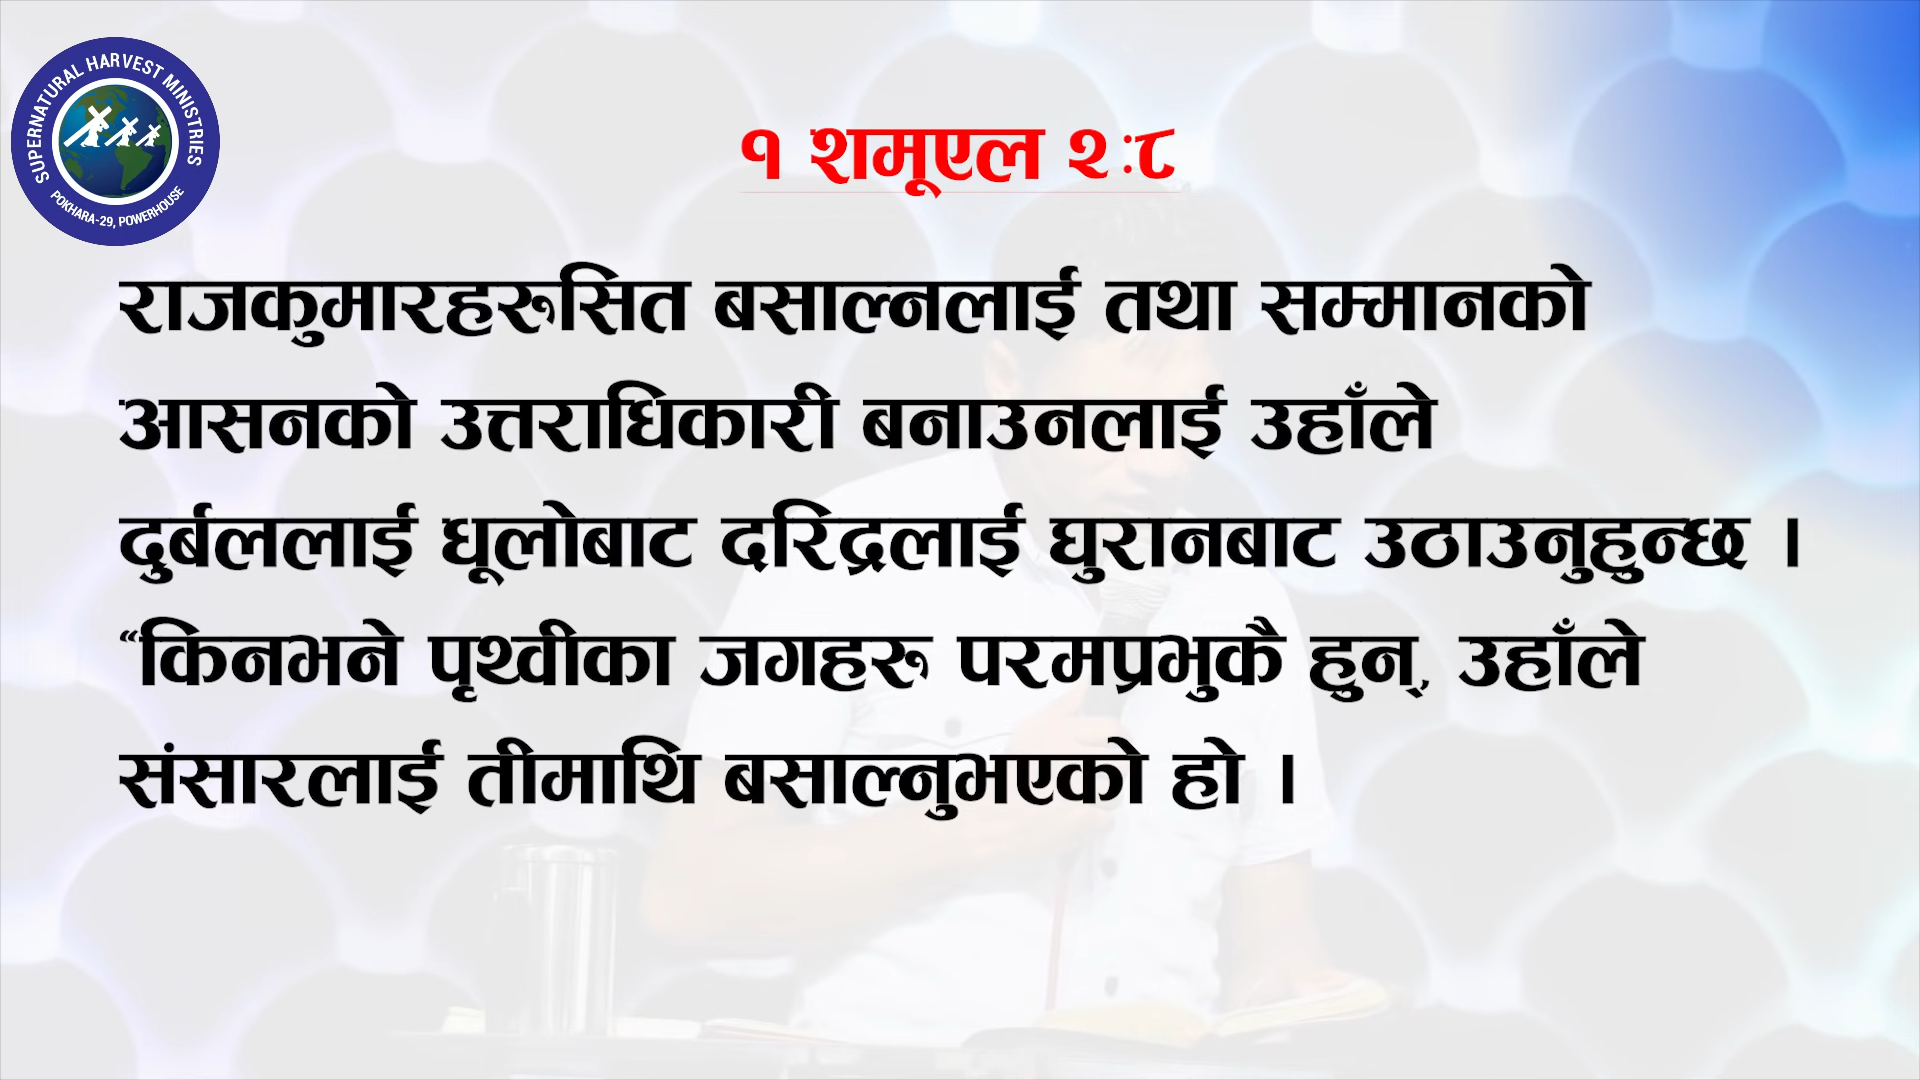 SUPERNATURAL HARVEST MINISTRIES
POKHARA-29, POWERHOUSE
१ शमूएल २ :८
राजकुमारहरुसित बसाल्नलाई तथा सम्मानको
आसनको उत्तराधिकारी बनाउनलाई उहाँले
दुर्बललाई धूलोबाट दरिद्रलाई घुरानबाट उठाउनुहुन्छ ।
“किनभने पृथ्वीका जगहरु परमप्रभुकै हुन्, उहाँले
संसारलाई तीमाथि बसाल्नुभएको हो ।